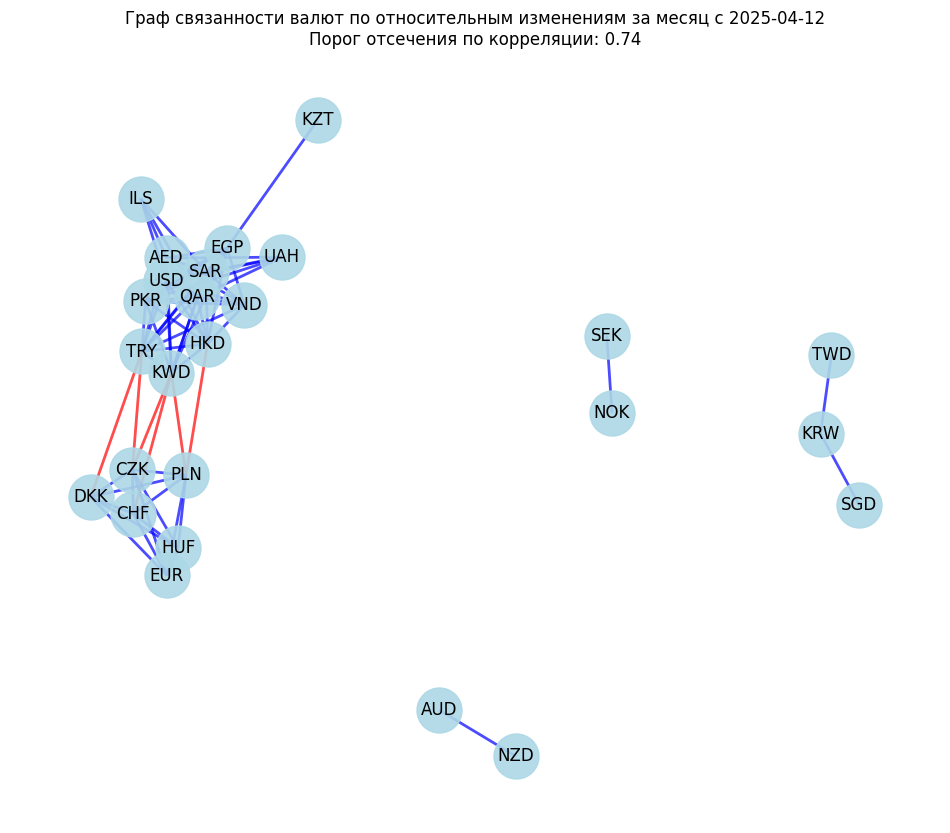 Граф связанности валют по относительным изменениям за месяц с 2025-04-12
Порог отсечения по корреляции: 0.74
KZT
ILS
EGP
UAH
AED
SAR
USD
QAR
PKR
VND
SEK
HKD
TRY
TWD
KWD
NOK
KRW
CZK
PLN
DKK
SGD
CHF
HUF
EUR
AUD
NZD